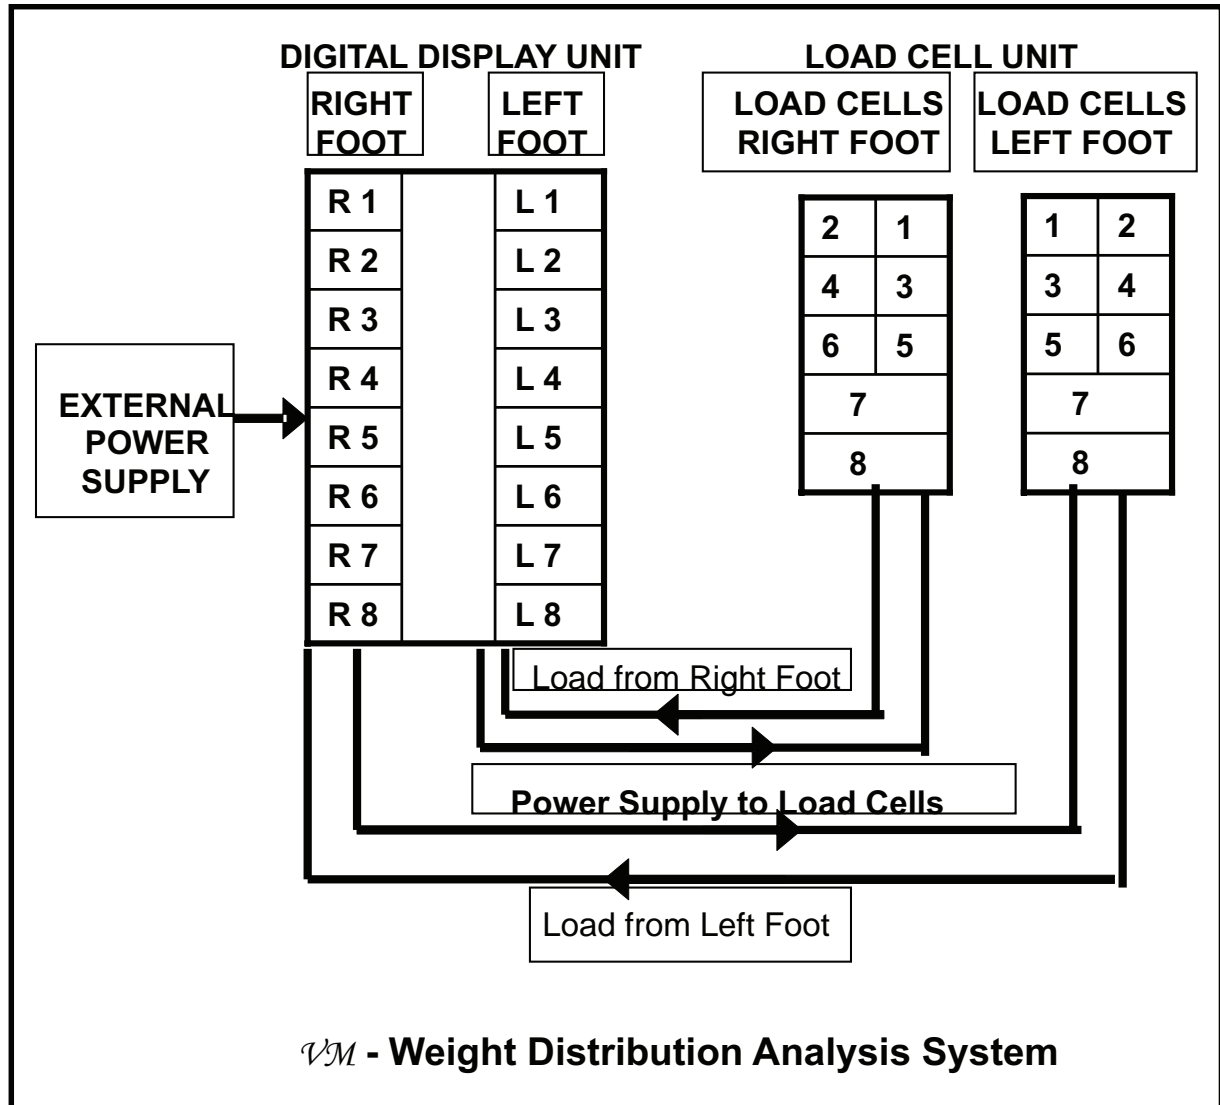 DIGITAL DISPLAY UNIT
RIGHT
FOOT
LEFT
FOOT
R 1
L 1
R 2
L 2
R 3
L 3
R 4
L 4
R 5
L 5
R 6
L 6
R 7
L 7
R 8
L 8
EXTERNAL
POWER
SUPPLY
LOAD CELL UNIT
LOAD CELLS
RIGHT FOOT
2 1
4 3
6 5
7
8
LOAD CELLS
LEFT FOOT
1 2
3 4
5 6
7
8
Load from Right Foot
Power Supply to Load Cells
Load from Left Foot
VM - Weight Distribution Analysis System